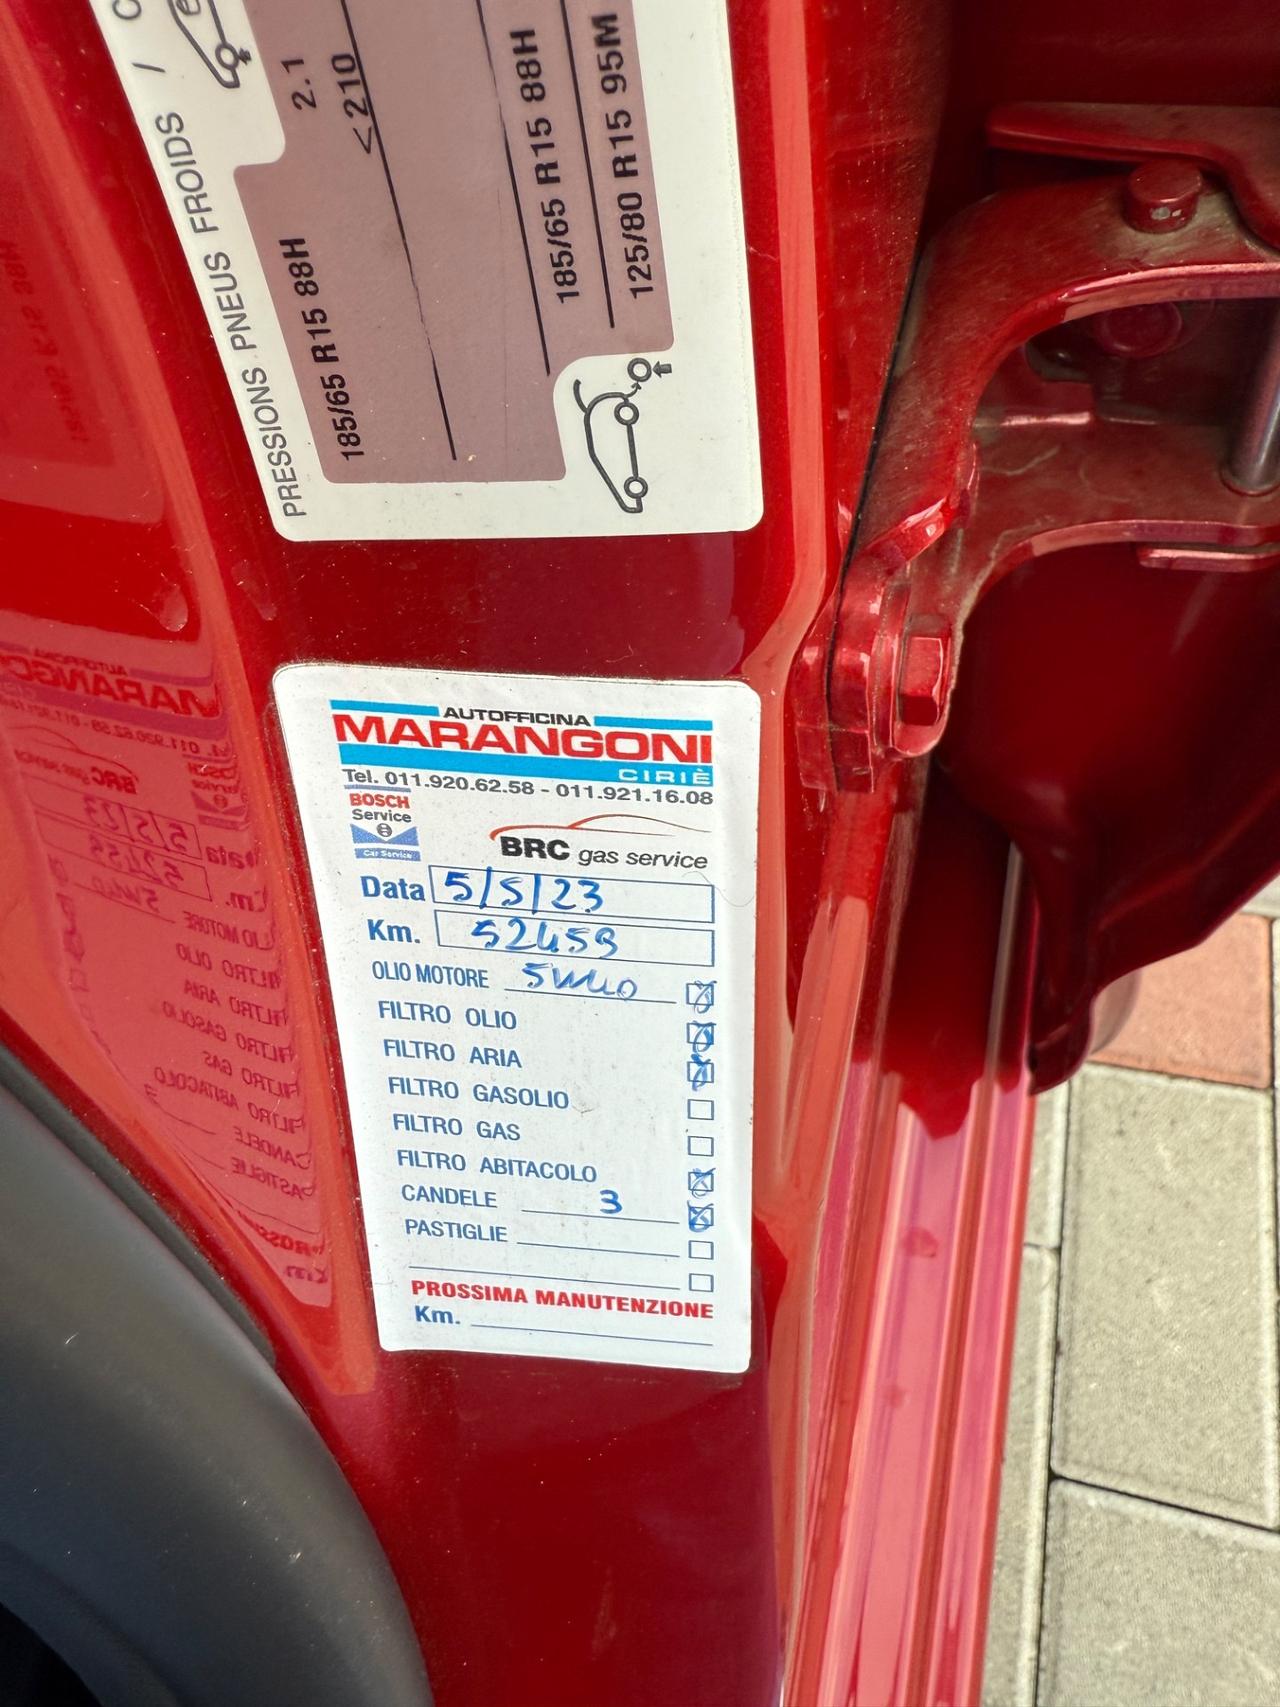 PRESSIONS PNEUS FROIDS / C
2.1
185/65 R15 88H
<210
185/65 R15 88H
125/80 R15 95M
AUTOFFICINA
MARANGONI
CIRIÈ
Tel. 011.920.62.58 - 011.921.16.08
BOSCH
Service
Car Service
BRC gas service
Data 5/5/23
Km. 52459
OLIO MOTORE 5W40
FILTRO OLIO
FILTRO ARIA
FILTRO GASOLIO
FILTRO GAS
FILTRO ABITACOLO
CANDELE 3
PASTIGLIE
PROSSIMA MANUTENZIONE
Km.